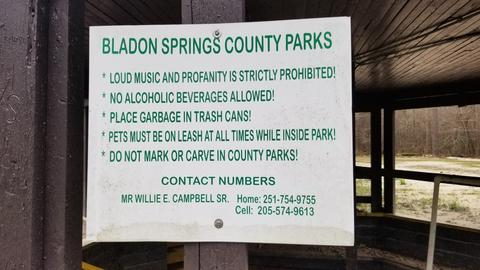 BLADON SPRINGS COUNTY PARKS
* LOUD MUSIC AND PROFANITY IS STRICTLY PROHIBITED!
* NO ALCOHOLIC BEVERAGES ALLOWED!
* PLACE GARBAGE IN TRASH CANS!
* PETS MUST BE ON LEASH AT ALL TIMES WHILE INSIDE PARK!
* DO NOT MARK OR CARVE IN COUNTY PARKS!
CONTACT NUMBERS
MR WILLIE E. CAMPBELL SR. Home: 251-754-9755
Cell: 205-574-9613